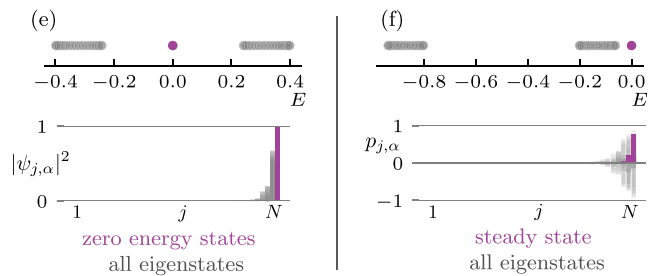 (e)
−0.4 −0.2 0.0 0.2 0.4
E
1
|ψj,α|²
0
1 j N
zero energy states
all eigenstates
(f)
−0.8 −0.6 −0.4 −0.2 0.0
E
1
pj,α
0
−1
1 j N
steady state
all eigenstates